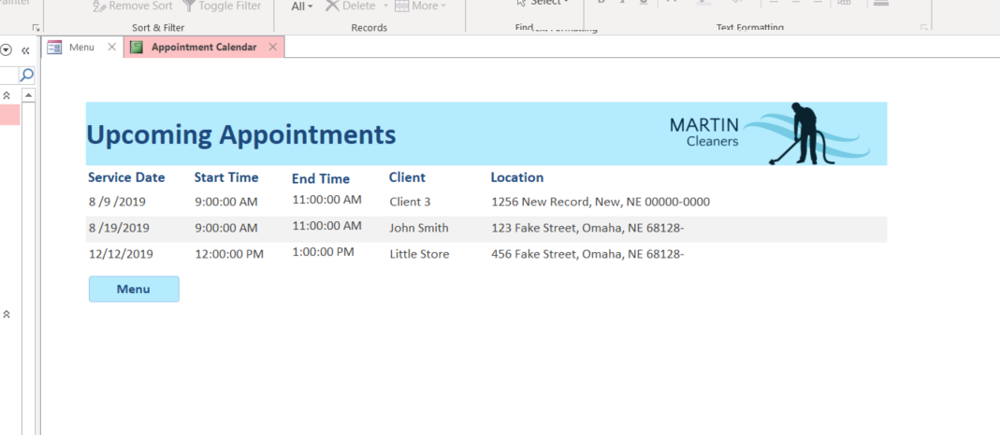 Remove Sort Toggle Filter All Delete More Select
Sort & Filter Records Find Text Formatting
Menu Appointment Calendar
Upcoming Appointments
MARTIN
Cleaners
Service Date Start Time End Time Client Location
8 /9 /2019 9:00:00 AM 11:00:00 AM Client 3 1256 New Record, New, NE 00000-0000
8 /19/2019 9:00:00 AM 11:00:00 AM John Smith 123 Fake Street, Omaha, NE 68128-
12/12/2019 12:00:00 PM 1:00:00 PM Little Store 456 Fake Street, Omaha, NE 68128-
Menu